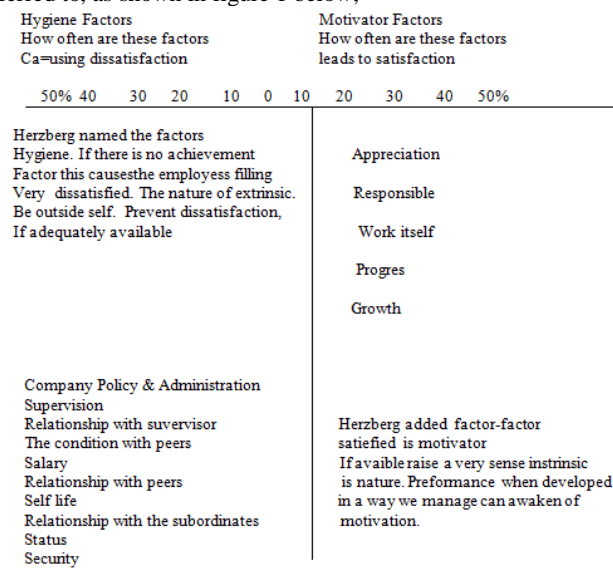 Hygiene Factors
How often are these factors
Ca=using dissatisfaction
Motivator Factors
How often are these factors
leads to satisfaction
50% 40 30 20 10 0 10 20 30 40 50%
Herzberg named the factors
Hygiene. If there is no achievement
Factor this causesthe employess filling
Very dissatisfied. The nature of extrinsic.
Be outside self. Prevent dissatisfaction,
If adequately available
Appreciation
Responsible
Work itself
Progres
Growth
Company Policy & Administration
Supervision
Relationship with suvervisor
The condition with peers
Salary
Relationship with peers
Self life
Relationship with the subordinates
Status
Security
Herzberg added factor-factor
satiefied is motivator
If avaible raise a very sense instrinsic
is nature. Preformance when developed
in a way we manage can awaken of
motivation.